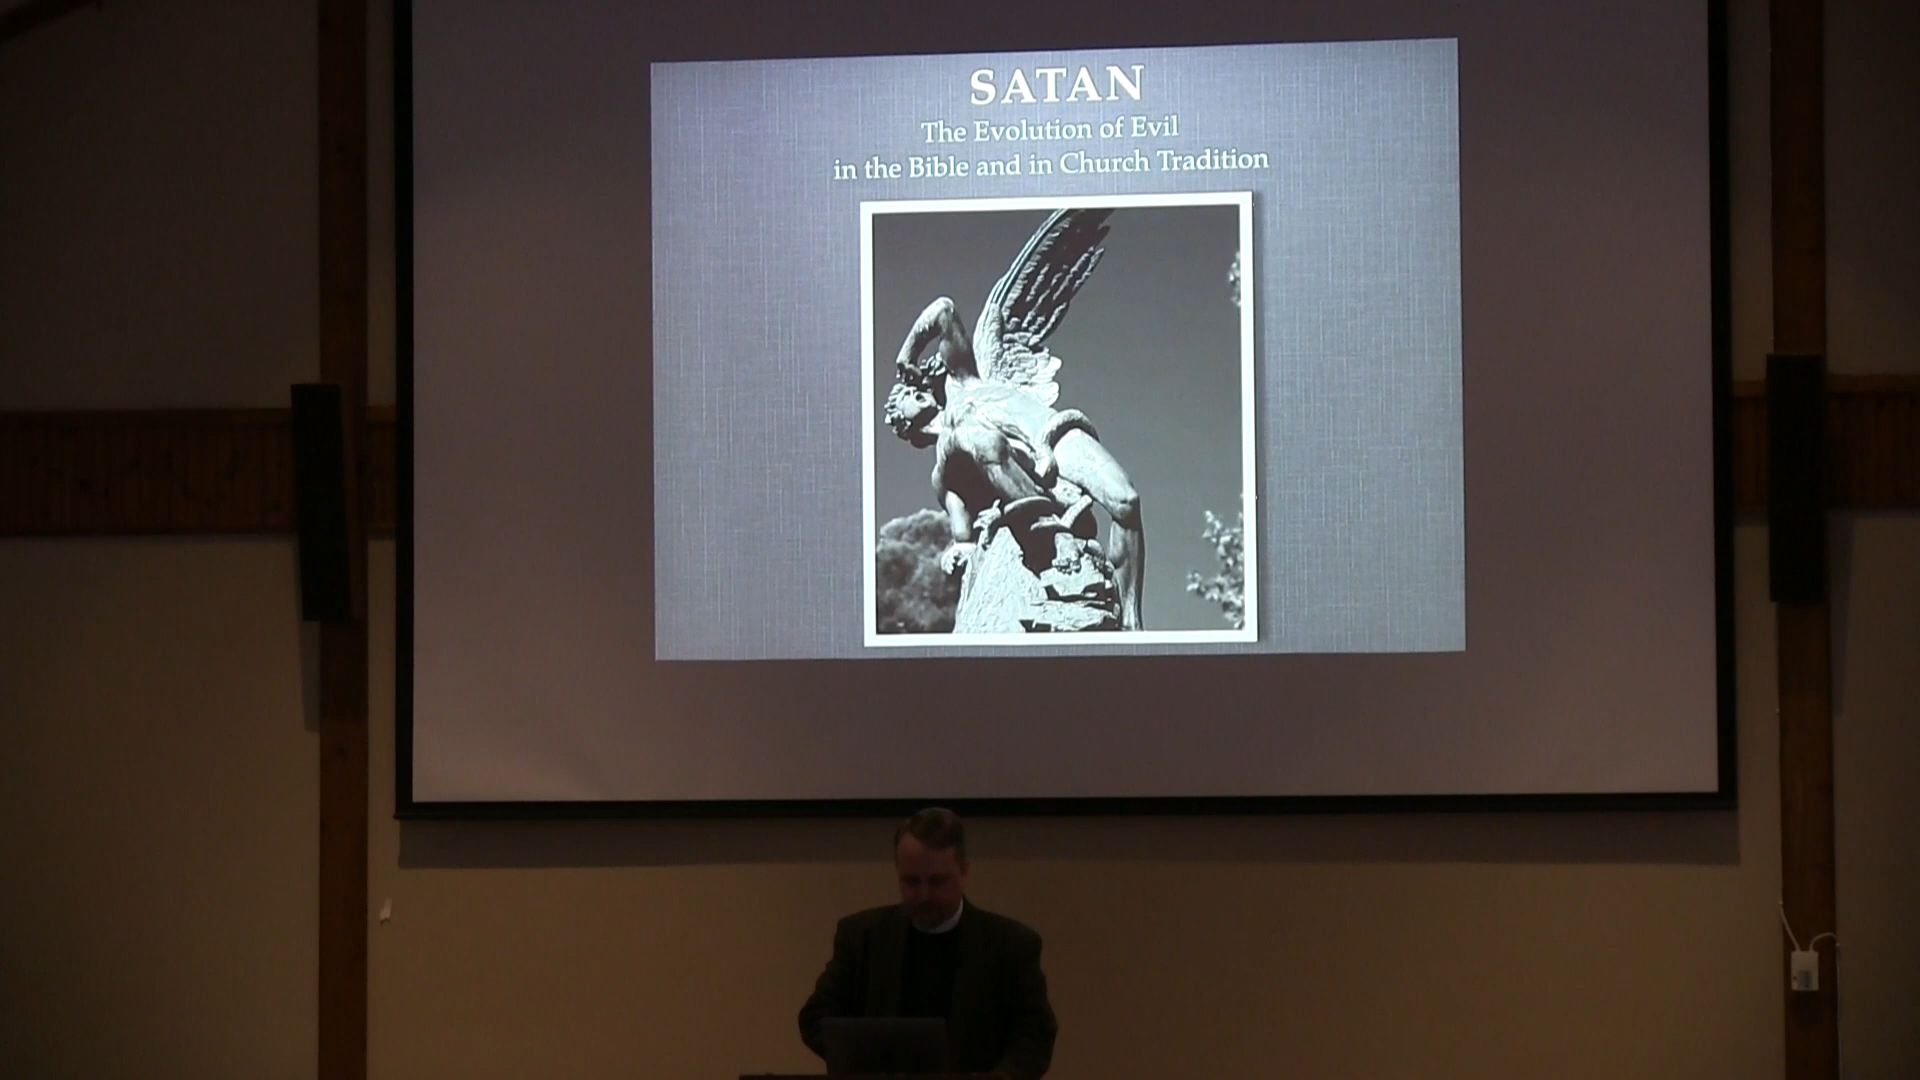 SATAN
The Evolution of Evil
in the Bible and in Church Tradition